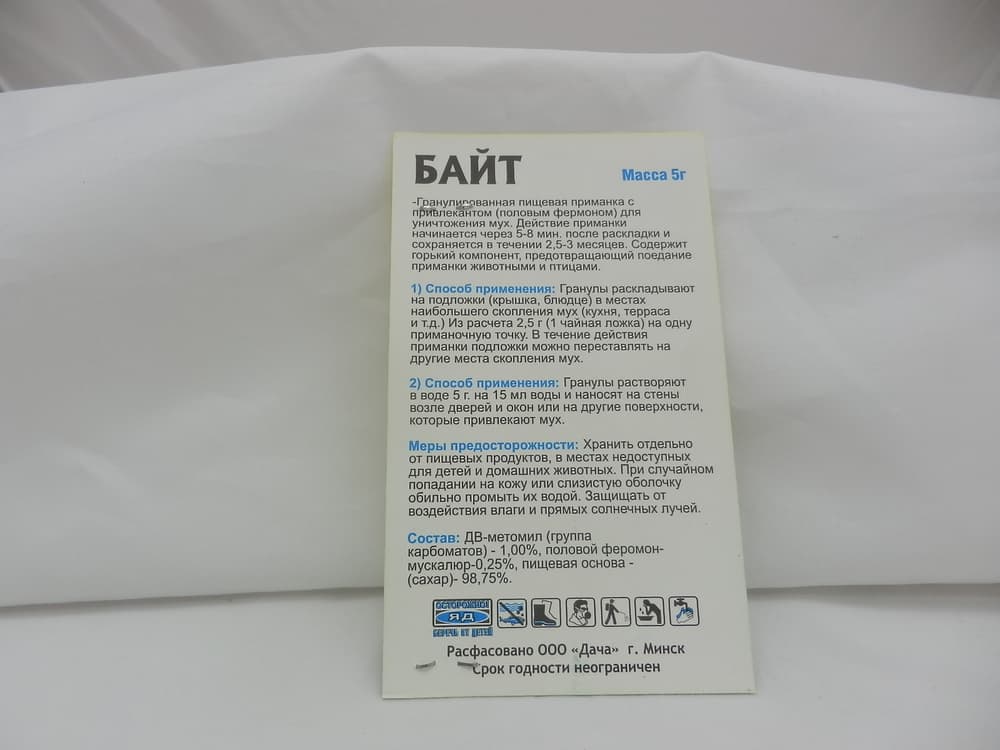 БАЙТ
Масса 5г
-Гранулированная пищевая приманка с
привлекантом (половым фермоном) для
уничтожения мух. Действие приманки
начинается через 5-8 мин. после раскладки и
сохраняется в течении 2,5-3 месяцев. Содержит
горький компонент, предотвращающий поедание
приманки животными и птицами.
1) Способ применения: Гранулы раскладывают
на подложки (крышка, блюдце) в местах
наибольшего скопления мух (кухня, терраса
и т.д.) Из расчета 2,5 г (1 чайная ложка) на одну
приманочную точку. В течение действия
приманки подложки можно переставлять на
другие места скопления мух.
2) Способ применения: Гранулы растворяют
в воде 5 г. на 15 мл воды и наносят на стены
возле дверей и окон или на другие поверхности,
которые привлекают мух.
Меры предосторожности: Хранить отдельно
от пищевых продуктов, в местах недоступных
для детей и домашних животных. При случайном
попадании на кожу или слизистую оболочку
обильно промыть их водой. Защищать от
воздействия влаги и прямых солнечных лучей.
Состав: ДВ-метомил (группа
карбоматов) - 1,00%, половой феромон-
мускалюр-0,25%, пищевая основа -
(сахар)- 98,75%.
ОСТОРОЖНО!
ЯД
БЕРЕЧЬ ОТ ДЕТЕЙ
Расфасовано ООО «Дача» г. Минск
Срок годности неограничен